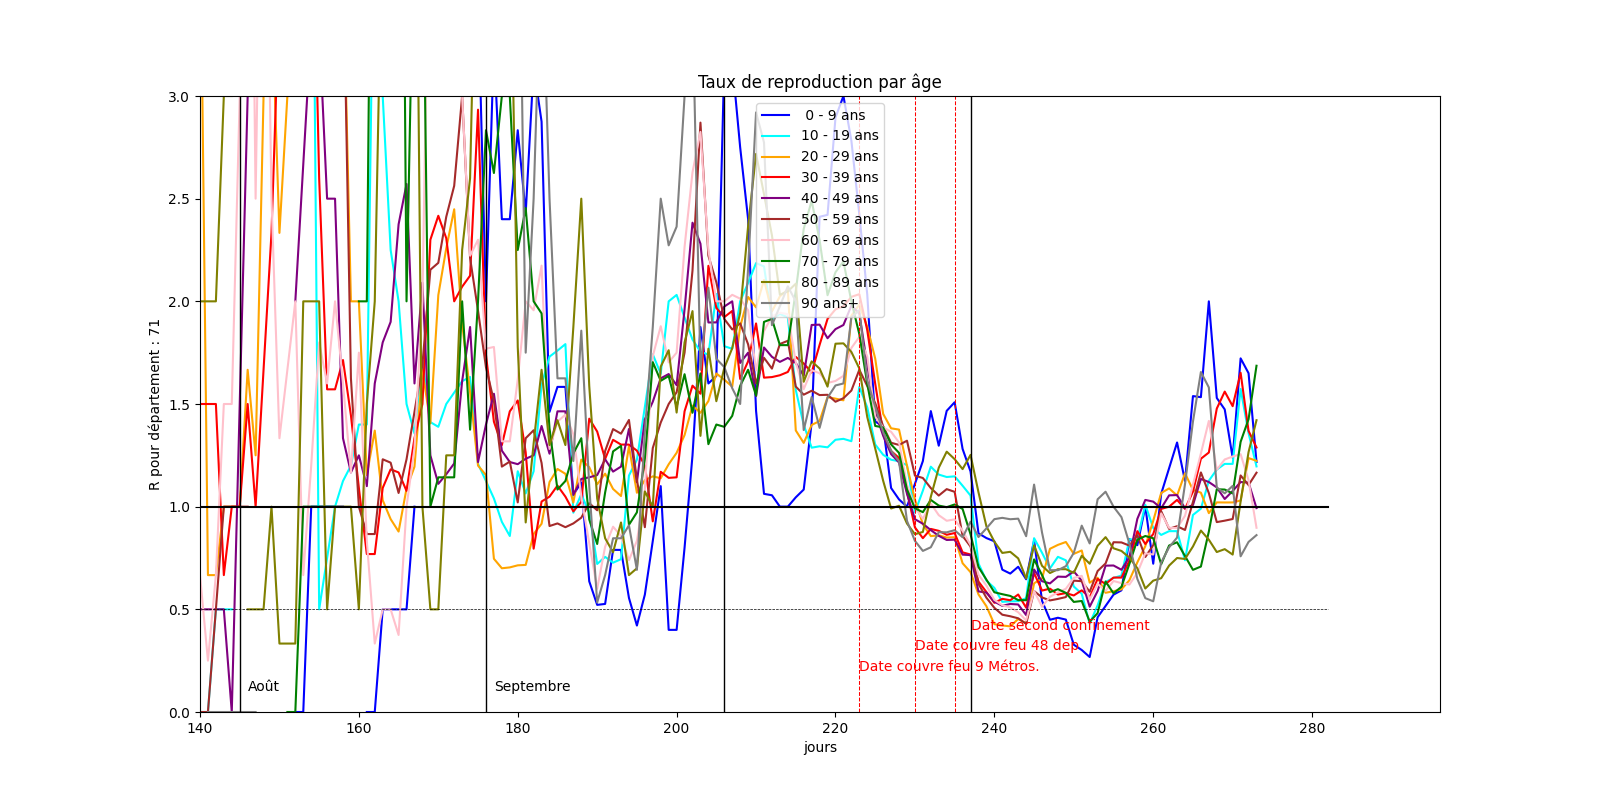 Taux de reproduction par âge
R pour département : 71
3.0
2.5
2.0
1.5
1.0
0.5
0.0
0 - 9 ans
10 - 19 ans
20 - 29 ans
30 - 39 ans
40 - 49 ans
50 - 59 ans
60 - 69 ans
70 - 79 ans
80 - 89 ans
90 ans+
Date second confinement
Date couvre feu 48 dep
Date couvre feu 9 Métros.
Août
Septembre
140
160
180
200
220
240
260
280
jours